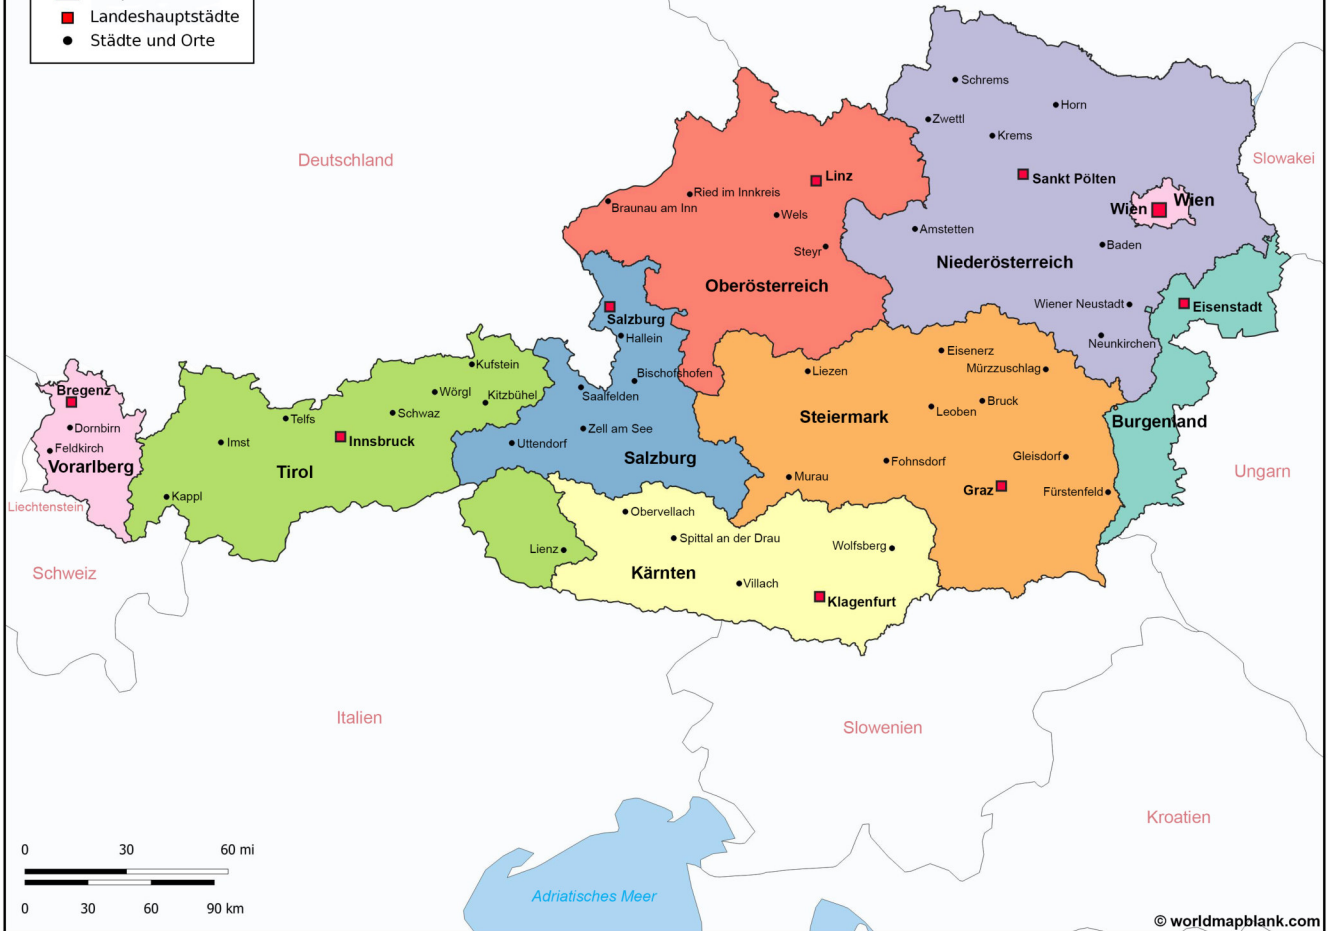 Landeshauptstädte
Städte und Orte
Schrems
Horn
Zwettl
Krems
Deutschland
Slowakei
Linz
Sankt Pölten
Ried im Innkreis
Braunau am Inn
Wels
Wien
Wien
Amstetten
Steyr
Baden
Niederösterreich
Oberösterreich
Wiener Neustadt
Eisenstadt
Salzburg
Hallein
Neunkirchen
Eisenerz
Kufstein
Mürzzuschlag
Liezen
Bischofshofen
Bregenz
Wörgl
Kitzbühel
Saalfelden
Bruck
Leoben
Schwaz
Telfs
Steiermark
Burgenland
Dornbirn
Zell am See
Innsbruck
Imst
Uttendorf
Feldkirch
Vorarlberg
Tirol
Salzburg
Gleisdorf
Fohnsdorf
Ungarn
Murau
Graz
Fürstenfeld
Kappl
Liechtenstein
Obervellach
Spittal an der Drau
Wolfsberg
Lienz
Schweiz
Kärnten
Villach
Klagenfurt
Italien
Slowenien
Kroatien
0 30 60 mi
0 30 60 90 km
Adriatisches Meer
© worldmapblank.com